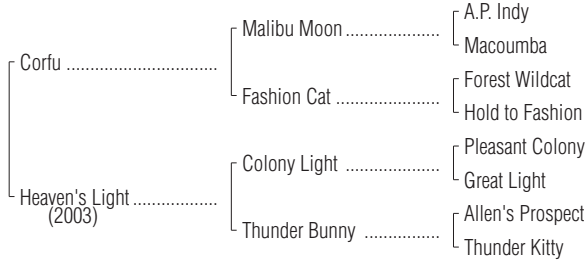 A.P. Indy
Malibu Moon ....................
Macoumba
Corfu ................................
Forest Wildcat
Fashion Cat ......................
Hold to Fashion
Pleasant Colony
Colony Light ....................
Great Light
Heaven's Light ..................
(2003)
Allen's Prospect
Thunder Bunny ................
Thunder Kitty